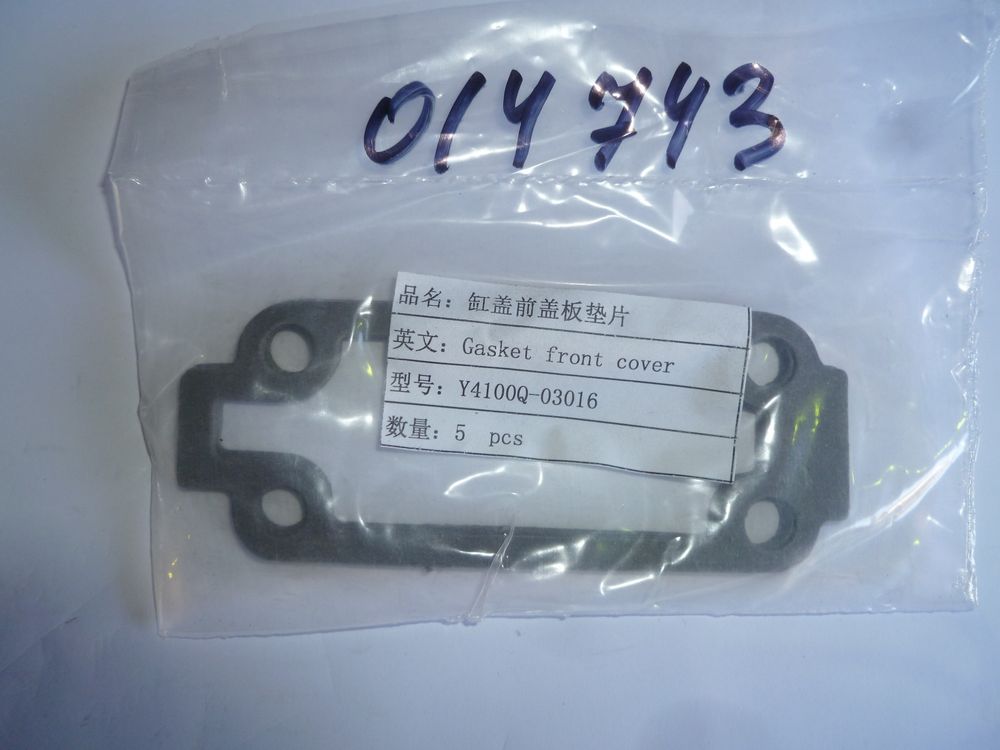 014743
品名：缸盖前盖板垫片
英文：Gasket front cover
型号：Y4100Q-03016
数量：5 pcs